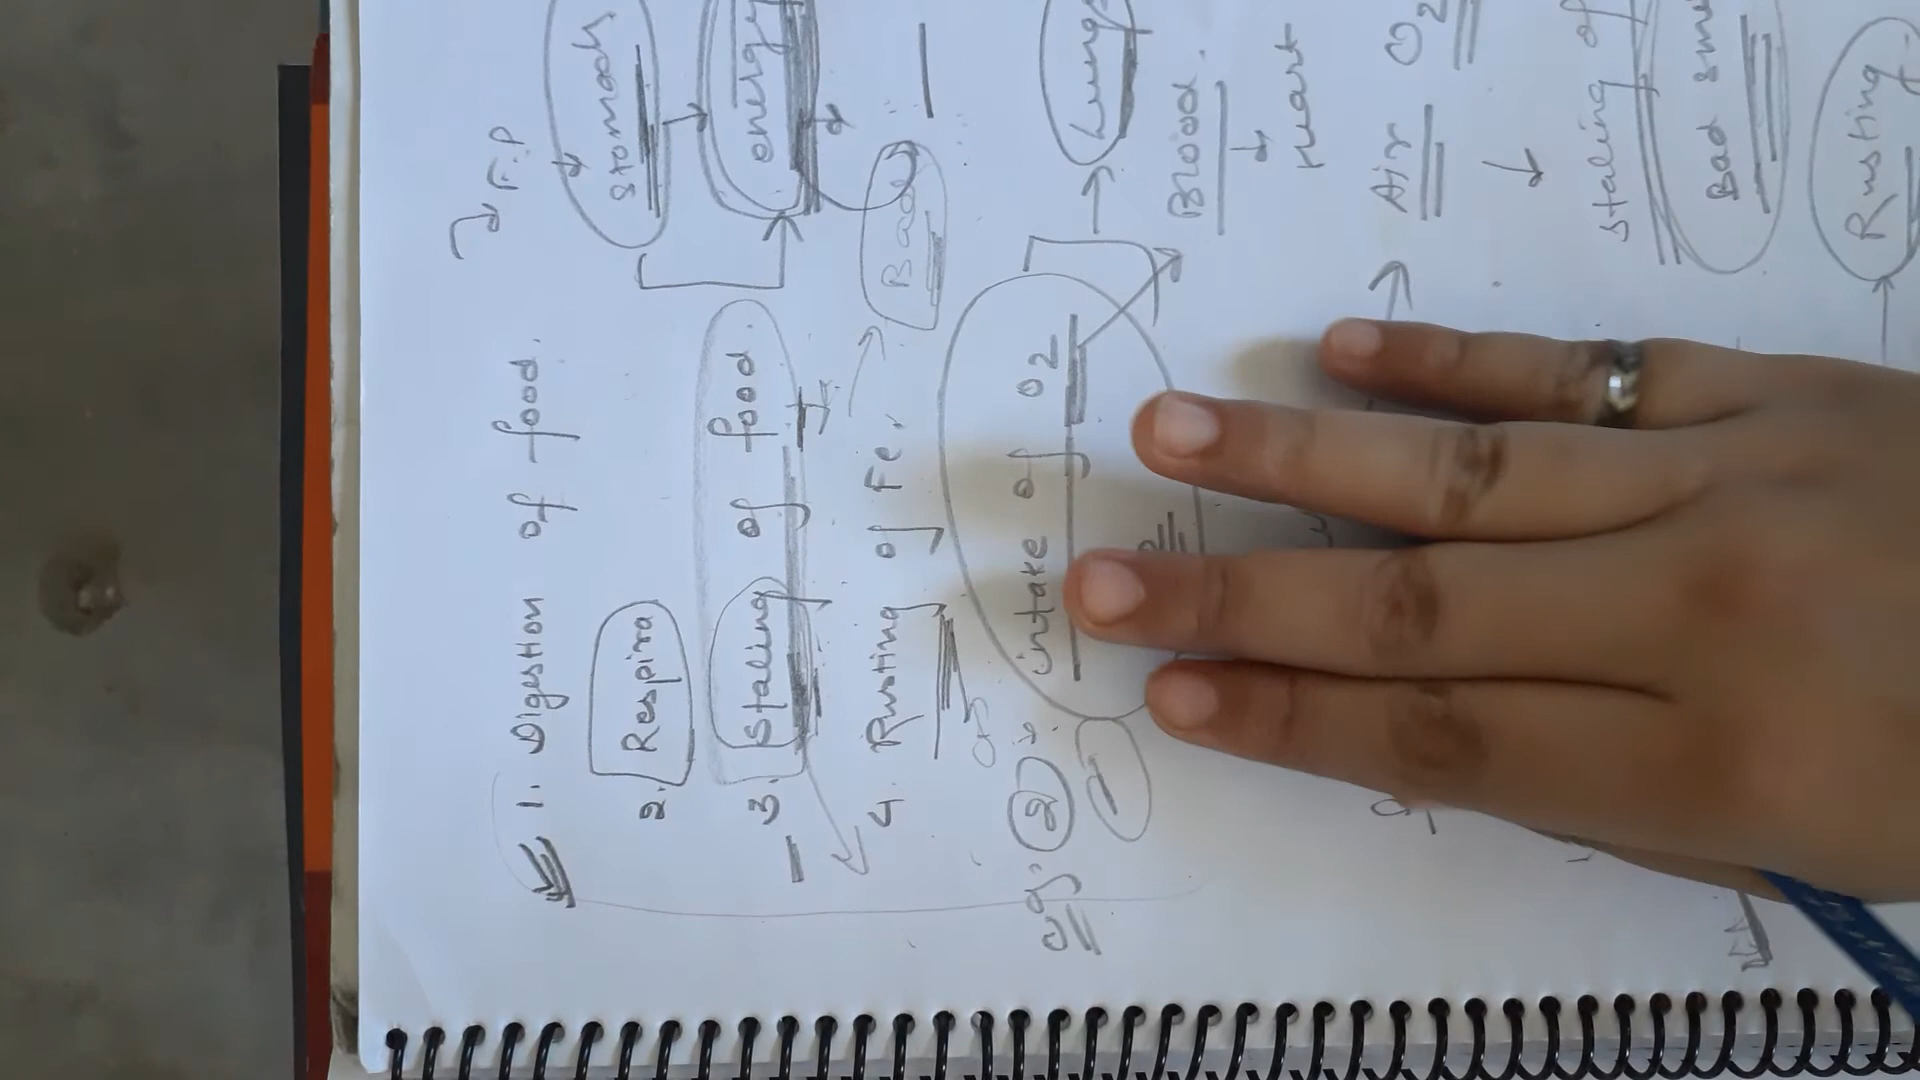 1. Digestion of food.
→ F.P
Stomach
2. Respira
energy
3. Staling of food.
Bad
4. Rusting of Fe.
eg. 2
intake of O2
Lungs
Blood.
Heart
Air O2
Staling of
Bad sme
Rusting